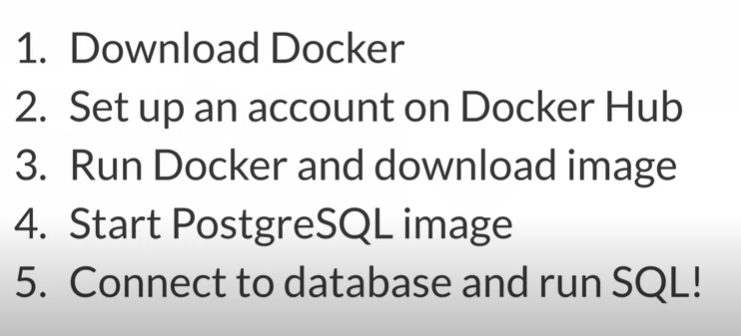 1. Download Docker
2. Set up an account on Docker Hub
3. Run Docker and download image
4. Start PostgreSQL image
5. Connect to database and run SQL!